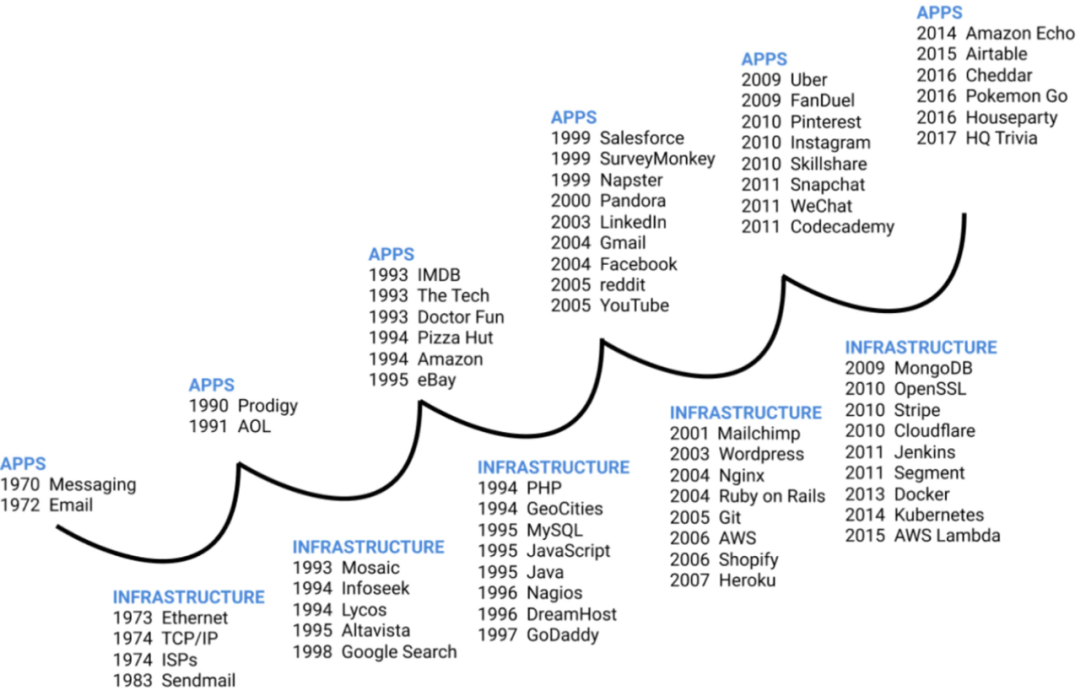 APPS
1970 Messaging
1972 Email
INFRASTRUCTURE
1973 Ethernet
1974 TCP/IP
1974 ISPs
1983 Sendmail
APPS
1990 Prodigy
1991 AOL
INFRASTRUCTURE
1993 Mosaic
1994 Infoseek
1994 Lycos
1995 Altavista
1998 Google Search
APPS
1993 IMDB
1993 The Tech
1993 Doctor Fun
1994 Pizza Hut
1994 Amazon
1995 eBay
INFRASTRUCTURE
1994 PHP
1994 GeoCities
1995 MySQL
1995 JavaScript
1995 Java
1996 Nagios
1996 DreamHost
1997 GoDaddy
APPS
1999 Salesforce
1999 SurveyMonkey
1999 Napster
2000 Pandora
2003 LinkedIn
2004 Gmail
2004 Facebook
2005 reddit
2005 YouTube
INFRASTRUCTURE
2001 Mailchimp
2003 Wordpress
2004 Nginx
2004 Ruby on Rails
2005 Git
2006 AWS
2006 Shopify
2007 Heroku
APPS
2009 Uber
2009 FanDuel
2010 Pinterest
2010 Instagram
2010 Skillshare
2011 Snapchat
2011 WeChat
2011 Codecademy
INFRASTRUCTURE
2009 MongoDB
2010 OpenSSL
2010 Stripe
2010 Cloudflare
2011 Jenkins
2011 Segment
2013 Docker
2014 Kubernetes
2015 AWS Lambda
APPS
2014 Amazon Echo
2015 Airtable
2016 Cheddar
2016 Pokemon Go
2016 Houseparty
2017 HQ Trivia